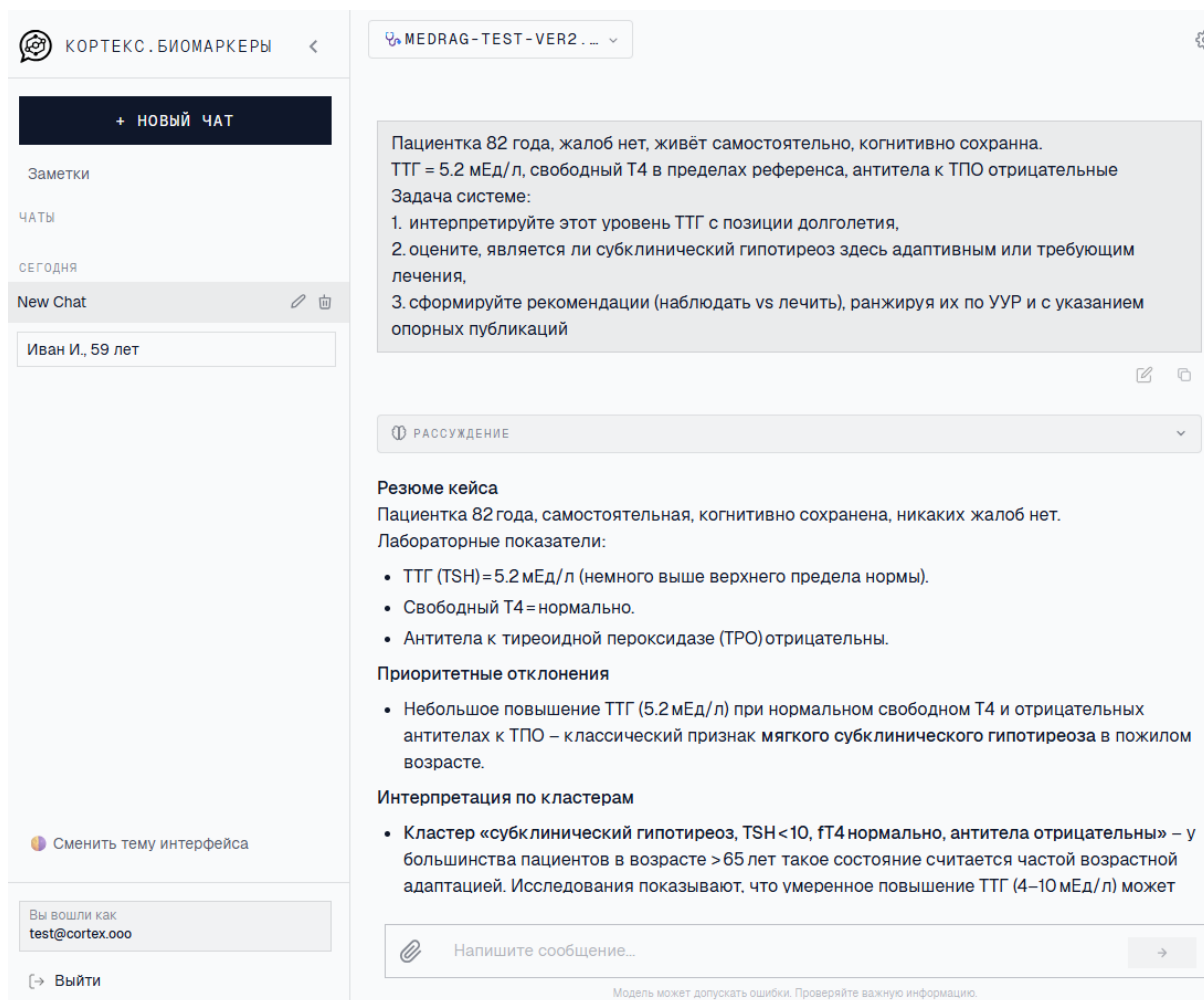 КОРТЕКС.БИОМАРКЕРЫ
+ НОВЫЙ ЧАТ
Заметки
ЧАТЫ
СЕГОДНЯ
New Chat
Иван И., 59 лет
Сменить тему интерфейса
Вы вошли как
test@cortex.ooo
Выйти
MEDRAG-TEST-VER2.…
Пациентка 82 года, жалоб нет, живёт самостоятельно, когнитивно сохранна.
ТТГ = 5.2 мЕд/л, свободный Т4 в пределах референса, антитела к ТПО отрицательные
Задача системе:
1. интерпретируйте этот уровень ТТГ с позиции долголетия,
2. оцените, является ли субклинический гипотиреоз здесь адаптивным или требующим
лечения,
3. сформируйте рекомендации (наблюдать vs лечить), ранжируя их по УУР и с указанием
опорных публикаций
РАССУЖДЕНИЕ
Резюме кейса
Пациентка 82 года, самостоятельная, когнитивно сохранена, никаких жалоб нет.
Лабораторные показатели:
• ТТГ (TSH) = 5.2 мЕд/л (немного выше верхнего предела нормы).
• Свободный Т4 = нормально.
• Антитела к тиреоидной пероксидазе (TPO) отрицательны.
Приоритетные отклонения
• Небольшое повышение ТТГ (5.2 мЕд/л) при нормальном свободном Т4 и отрицательных
антителах к ТПО – классический признак мягкого субклинического гипотиреоза в пожилом
возрасте.
Интерпретация по кластерам
• Кластер «субклинический гипотиреоз, TSH < 10, fT4 нормально, антитела отрицательны» – у
большинства пациентов в возрасте > 65 лет такое состояние считается частой возрастной
адаптацией. Исследования показывают, что умеренное повышение ТТГ (4–10 мЕд/л) может
Напишите сообщение...
Модель может допускать ошибки. Проверяйте важную информацию.